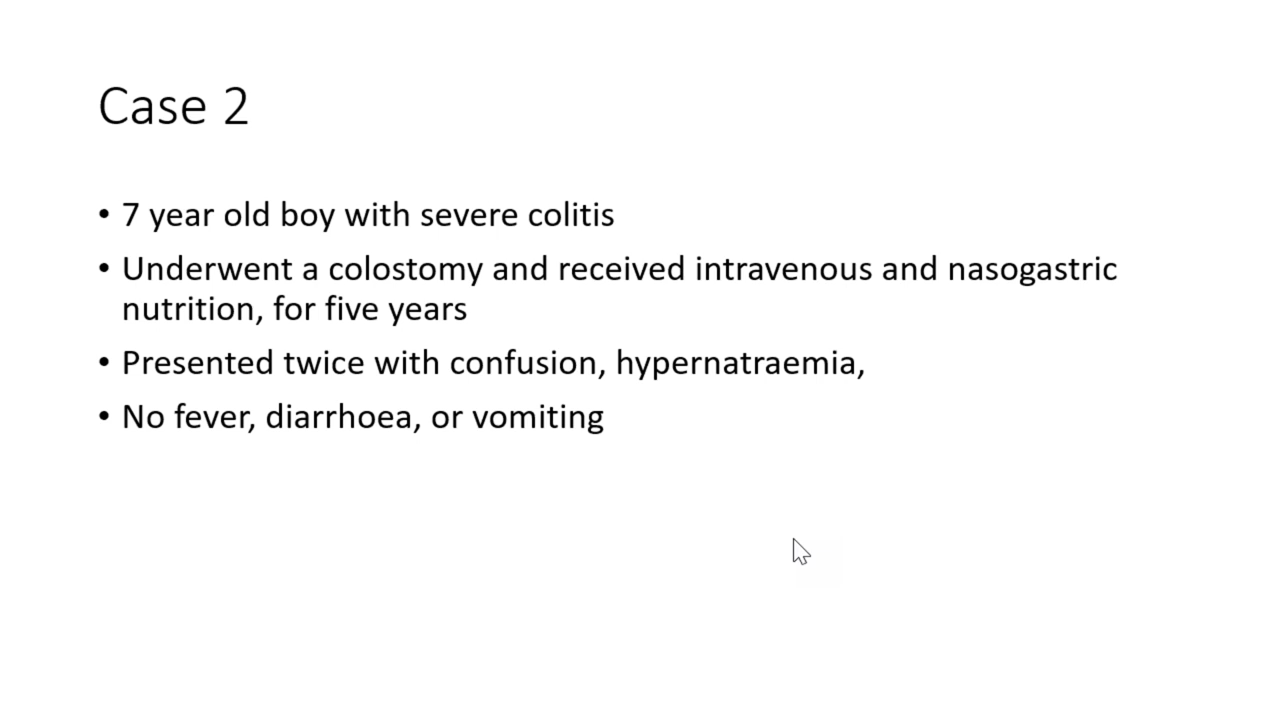 Case 2
• 7 year old boy with severe colitis
• Underwent a colostomy and received intravenous and nasogastric
nutrition, for five years
• Presented twice with confusion, hypernatraemia,
• No fever, diarrhoea, or vomiting